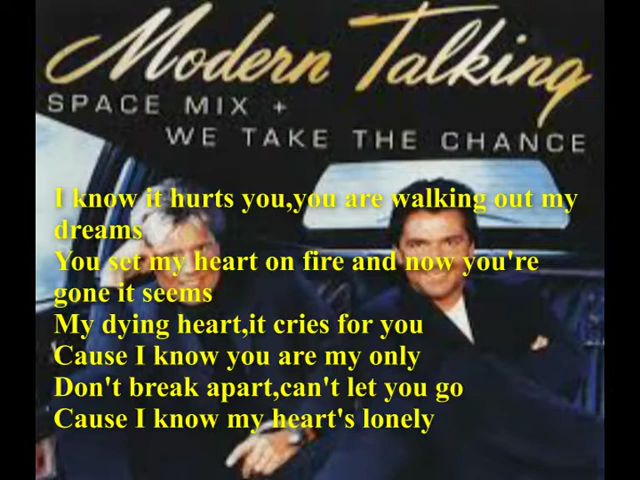 Modern Talking
SPACE MIX +
WE TAKE THE CHANCE
I know it hurts you,you are walking out my
dreams
You set my heart on fire and now you're
gone it seems
My dying heart,it cries for you
Cause I know you are my only
Don't break apart,can't let you go
Cause I know my heart's lonely